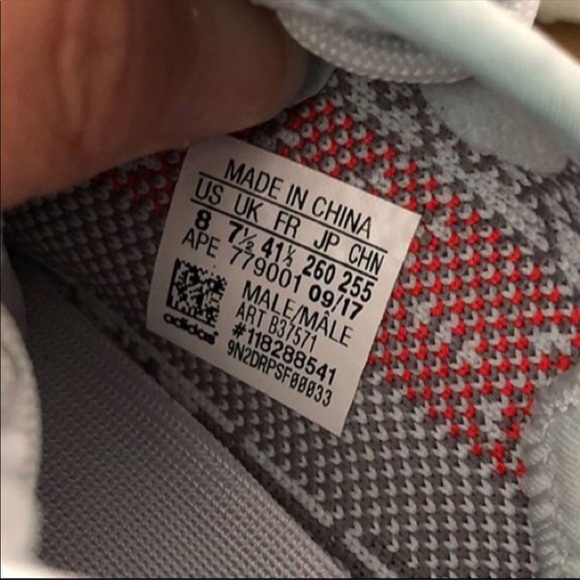 MADE IN CHINA
US UK FR JP CHN
8 7½ 41⅓ 260 255
APE 779001 09/17
MALE/MÂLE
ART B37571
#118288541
9N2DRPSF00033
adidas